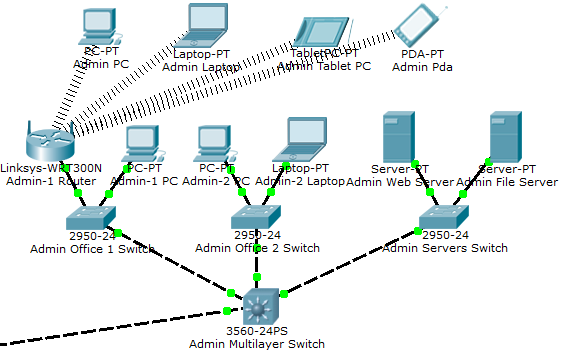 PC-PT
Admin PC
Laptop-PT
Admin Laptop
TabletPC-PT
Admin Tablet PC
PDA-PT
Admin Pda
Linksys-WRT300N
Admin-1 Router
PC-PT
Admin-1 PC
PC-PT
Admin-2 PC
Laptop-PT
Admin-2 Laptop
Server-PT
Admin Web Server
Server-PT
Admin File Server
2950-24
Admin Office 1 Switch
2950-24
Admin Office 2 Switch
2950-24
Admin Servers Switch
3560-24PS
Admin Multilayer Switch